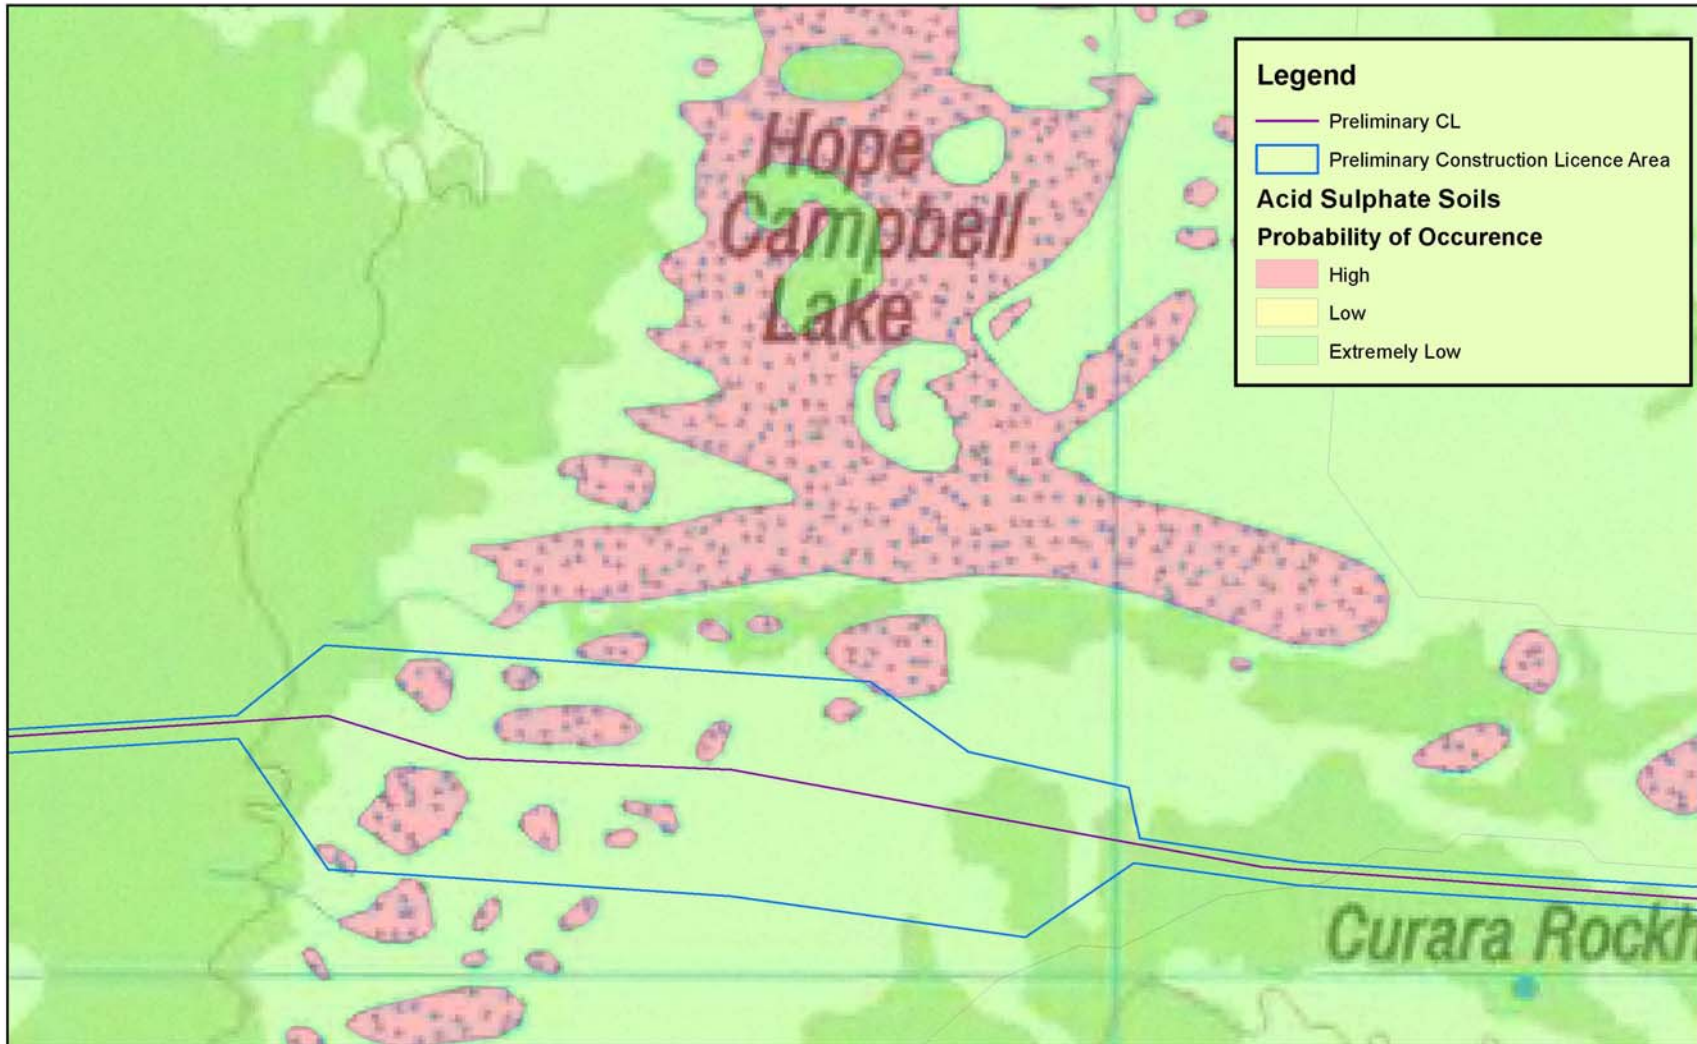 Hope
Campbell
Lake
Legend
Preliminary CL
Preliminary Construction Licence Area
Acid Sulphate Soils
Probability of Occurence
High
Low
Extremely Low
Curara Rockh